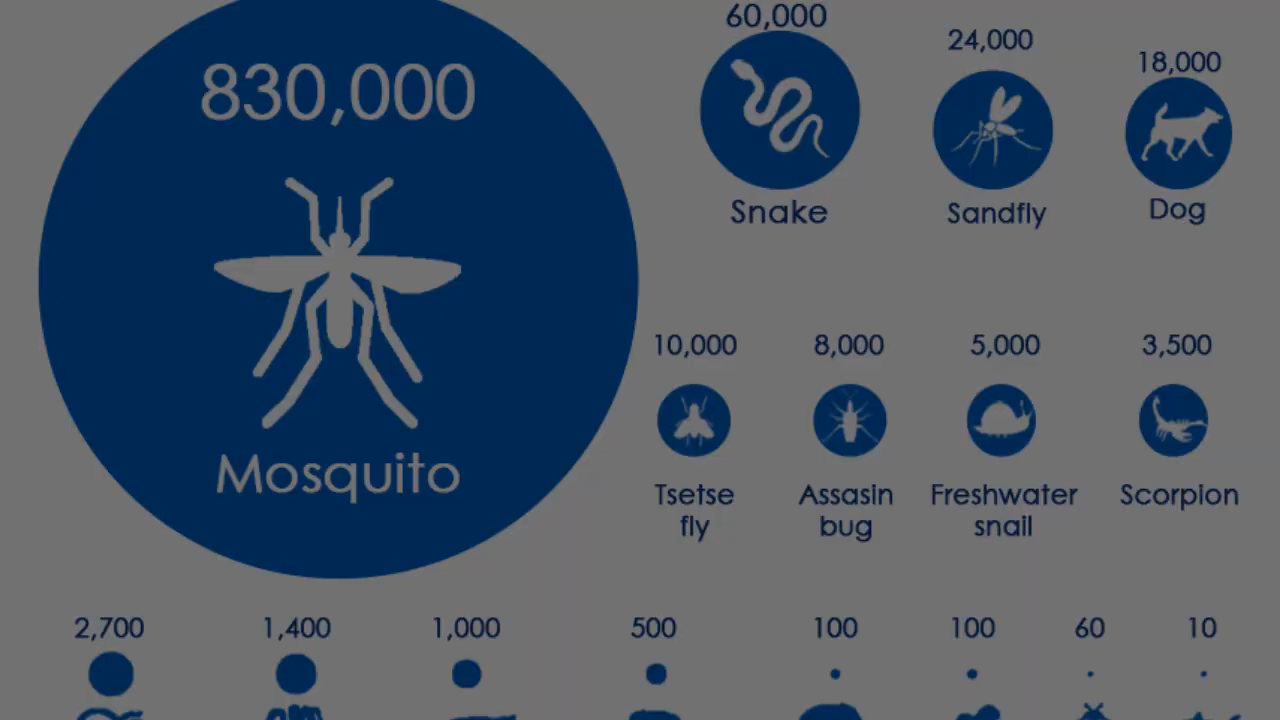 830,000
Mosquito
60,000
Snake
24,000
Sandfly
18,000
Dog
10,000
Tsetse
fly
8,000
Assasin
bug
5,000
Freshwater
snail
3,500
Scorpion
2,700
1,400
1,000
500
100
100
60
10